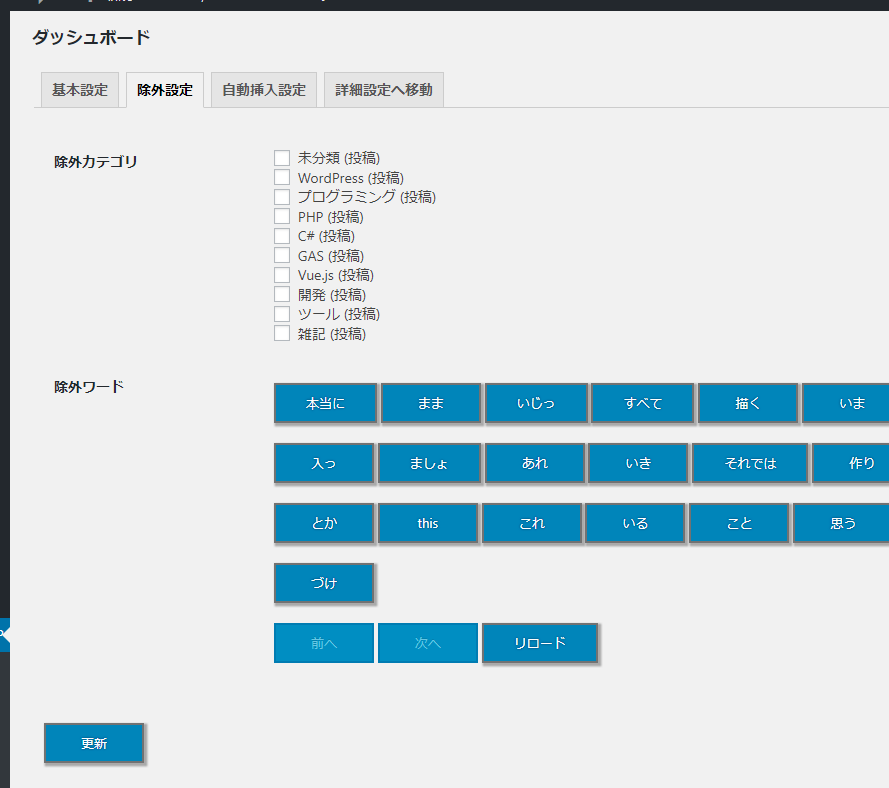 ダッシュボード
基本設定 除外設定 自動挿入設定 詳細設定へ移動
除外カテゴリ
未分類 (投稿)
WordPress (投稿)
プログラミング (投稿)
PHP (投稿)
C# (投稿)
GAS (投稿)
Vue.js (投稿)
開発 (投稿)
ツール (投稿)
雑記 (投稿)
除外ワード
本当に まま いじっ すべて 描く いま
入っ ましょ あれ いき それでは 作り
とか this これ いる こと 思う
づけ
前へ 次へ リロード
更新